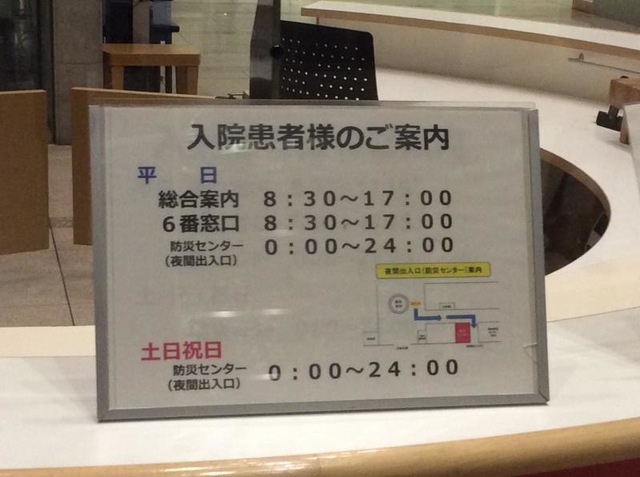 入院患者様のご案内
平 日
総合案内 8:30～17:00
6番窓口 8:30～17:00
防災センター 0:00～24:00
(夜間出入口)
夜間出入口(防災センター)案内
土日祝日
防災センター 0:00～24:00
(夜間出入口)